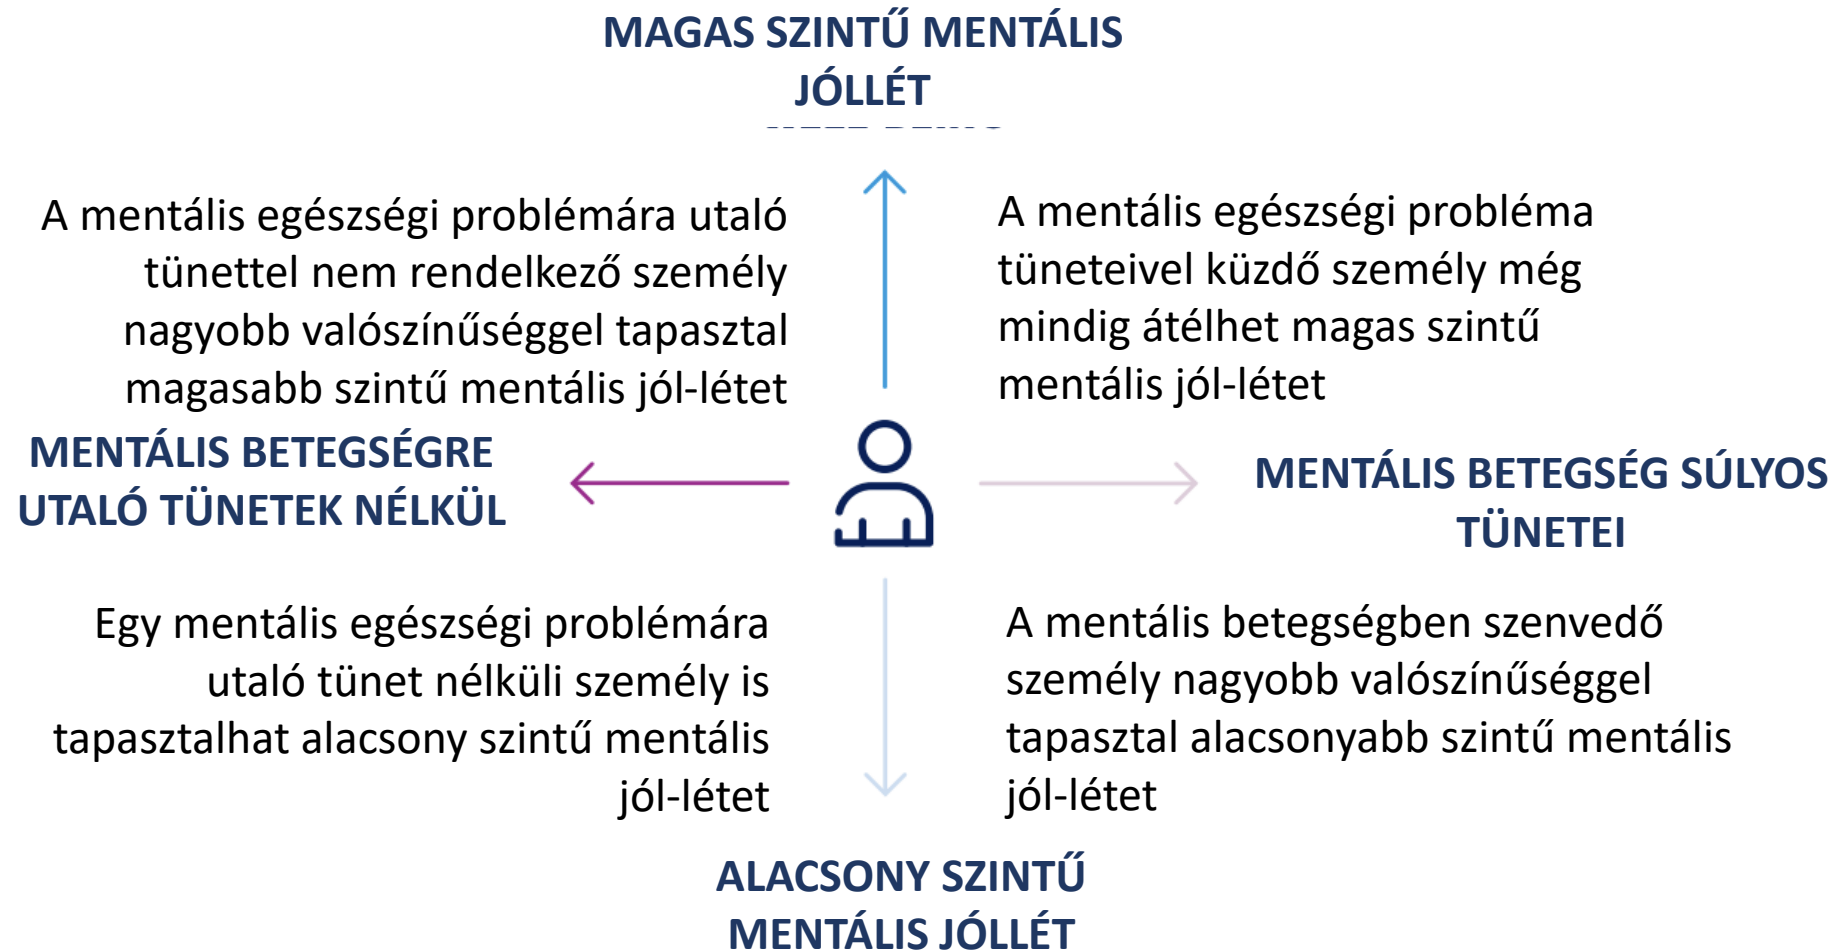 MAGAS SZINTŰ MENTÁLIS
JÓLLÉT
A mentális egészségi problémára utaló
tünettel nem rendelkező személy
nagyobb valószínűséggel tapasztal
magasabb szintű mentális jól-létet
A mentális egészségi probléma
tüneteivel küzdő személy még
mindig átélhet magas szintű
mentális jól-létet
MENTÁLIS BETEGSÉGRE
UTALÓ TÜNETEK NÉLKÜL
MENTÁLIS BETEGSÉG SÚLYOS
TÜNETEI
Egy mentális egészségi problémára
utaló tünet nélküli személy is
tapasztalhat alacsony szintű mentális
jól-létet
A mentális betegségben szenvedő
személy nagyobb valószínűséggel
tapasztal alacsonyabb szintű mentális
jól-létet
ALACSONY SZINTŰ
MENTÁLIS JÓLLÉT